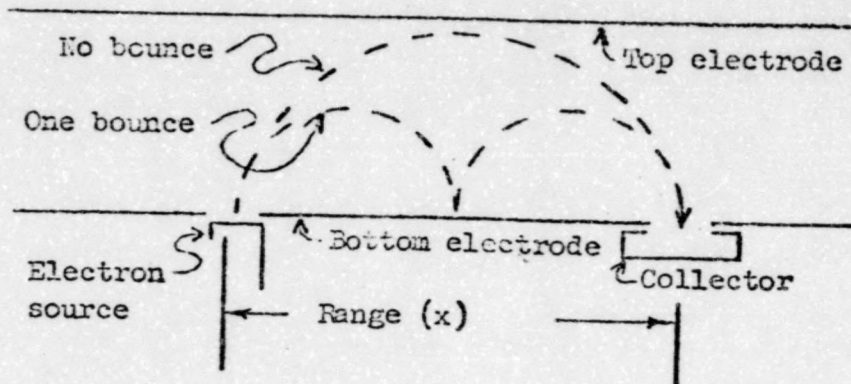 No bounce
Top electrode
One bounce
Bottom electrode
Electron
source
Collector
Range (x)